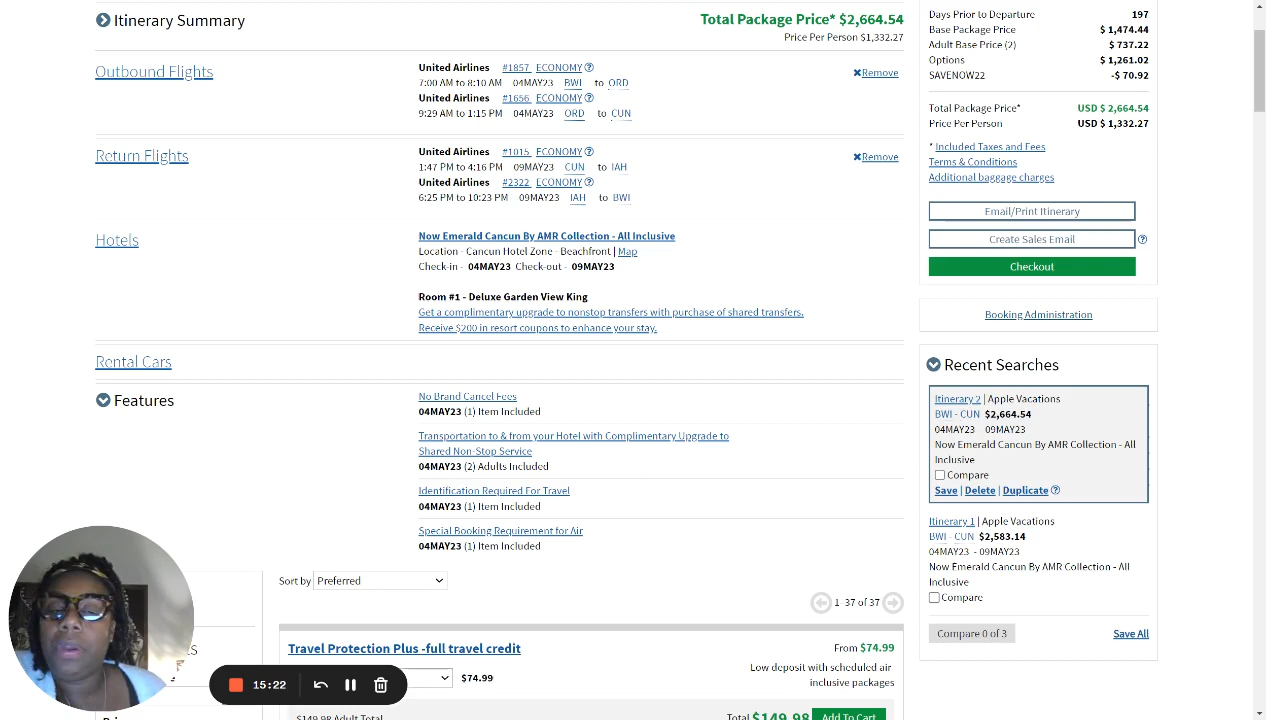 Itinerary Summary
Total Package Price* $2,664.54
Price Per Person $1,332.27
Outbound Flights
United Airlines #1857 ECONOMY
7:00 AM to 8:10 AM 04MAY23 BWI to ORD
United Airlines #1656 ECONOMY
9:29 AM to 1:15 PM 04MAY23 ORD to CUN
Remove
Return Flights
United Airlines #1015 ECONOMY
1:47 PM to 4:16 PM 09MAY23 CUN to IAH
United Airlines #2322 ECONOMY
6:25 PM to 10:23 PM 09MAY23 IAH to BWI
Remove
Hotels
Now Emerald Cancun By AMR Collection - All Inclusive
Location - Cancun Hotel Zone - Beachfront | Map
Check-in - 04MAY23 Check-out - 09MAY23
Room #1 - Deluxe Garden View King
Get a complimentary upgrade to nonstop transfers with purchase of shared transfers.
Receive $200 in resort coupons to enhance your stay.
Rental Cars
Features
No Brand Cancel Fees
04MAY23 (1) Item Included
Transportation to & from your Hotel with Complimentary Upgrade to
Shared Non-Stop Service
04MAY23 (2) Adults Included
Identification Required For Travel
04MAY23 (1) Item Included
Special Booking Requirement for Air
04MAY23 (1) Item Included
Sort by Preferred
1-37 of 37
Travel Protection Plus -full travel credit
From $74.99
$74.99
Low deposit with scheduled air
inclusive packages
$149.98 Adult Total
Total $149.98 Add To Cart
15:22
Days Prior to Departure 197
Base Package Price $ 1,474.44
Adult Base Price (2) $ 737.22
Options $ 1,261.02
SAVENOW22 -$ 70.92
Total Package Price* USD $ 2,664.54
Price Per Person USD $ 1,332.27
* Included Taxes and Fees
Terms & Conditions
Additional baggage charges
Email/Print Itinerary
Create Sales Email
Checkout
Booking Administration
Recent Searches
Itinerary 2 | Apple Vacations
BWI - CUN $2,664.54
04MAY23 09MAY23
Now Emerald Cancun By AMR Collection - All
Inclusive
Compare
Save | Delete | Duplicate
Itinerary 1 | Apple Vacations
BWI - CUN $2,583.14
04MAY23 - 09MAY23
Now Emerald Cancun By AMR Collection - All
Inclusive
Compare
Compare 0 of 3
Save All